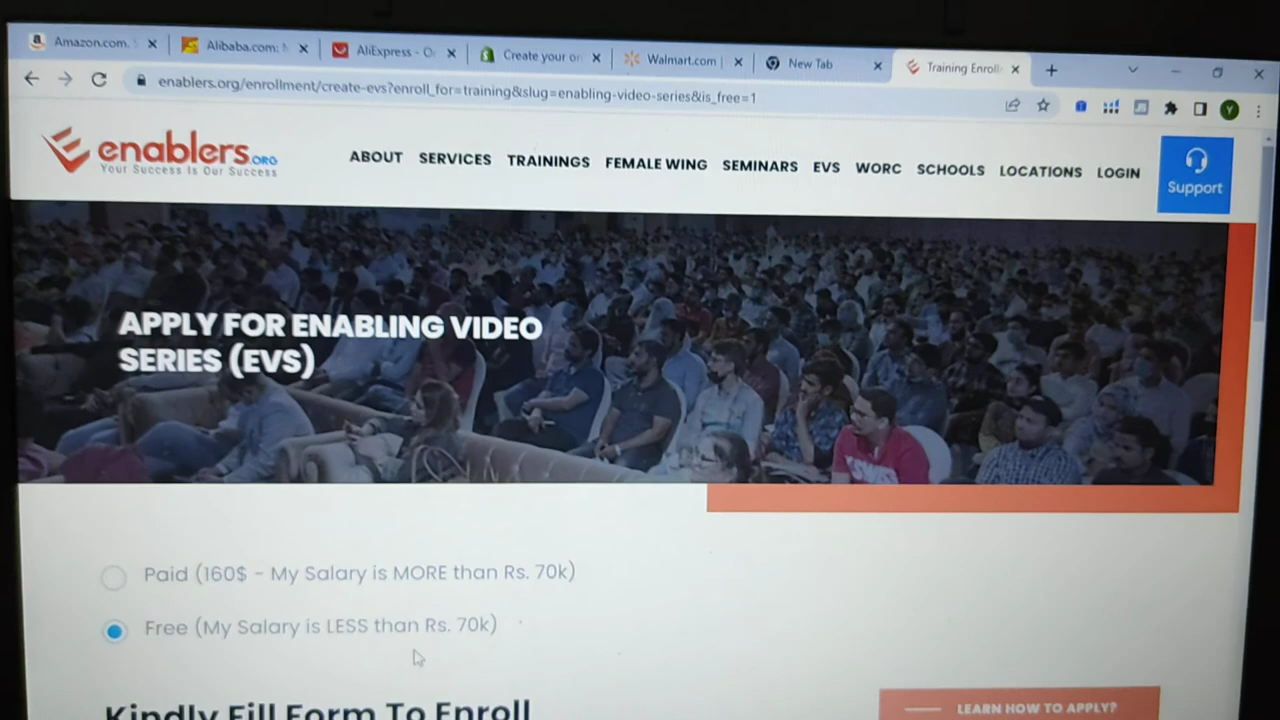 Amazon.com. S
Alibaba.com: M
AliExpress - O
Create your on
Walmart.com |
New Tab
Training Enroll
enablers.org/enrollment/create-evs?enroll_for=training&slug=enabling-video-series&is_free=1
Y
enablers.ORG
Your Success Is Our Success
ABOUT SERVICES TRAININGS FEMALE WING SEMINARS EVS WORC SCHOOLS LOCATIONS LOGIN
Support
APPLY FOR ENABLING VIDEO
SERIES (EVS)
Paid (160$ - My Salary is MORE than Rs. 70k)
Free (My Salary is LESS than Rs. 70k)
Kindly Fill Form To Enroll
LEARN HOW TO APPLY?